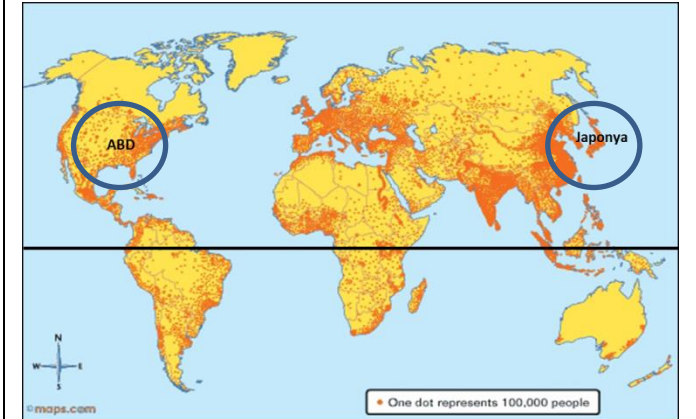 ABD
Japonya
N
W E
S
One dot represents 100,000 people
©maps.com